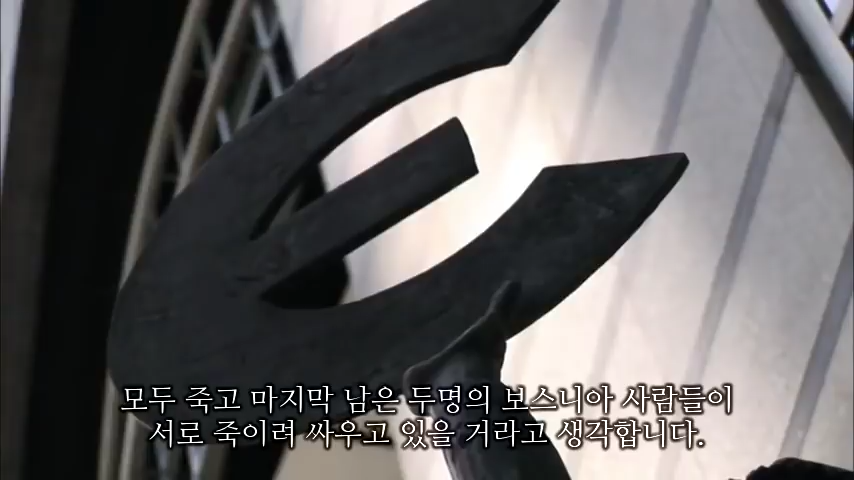 모두 죽고 마지막 남은 두명의 보스니아 사람들이
서로 죽이려 싸우고 있을 거라고 생각합니다.